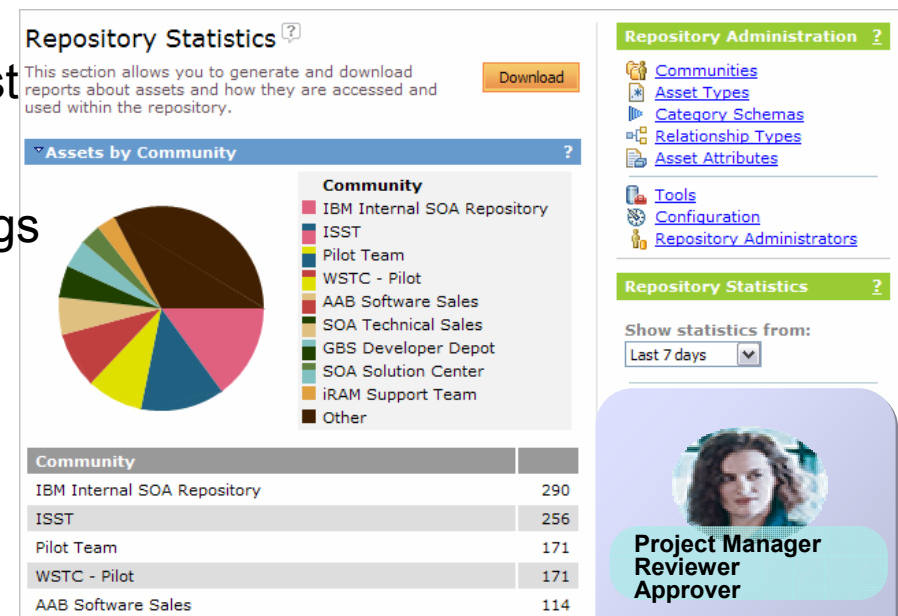 st
gs
Repository Statistics ?
This section allows you to generate and download
reports about assets and how they are accessed and
used within the repository.
Download
Assets by Community ?
Community
IBM Internal SOA Repository
ISST
Pilot Team
WSTC - Pilot
AAB Software Sales
SOA Technical Sales
GBS Developer Depot
SOA Solution Center
iRAM Support Team
Other
Community
IBM Internal SOA Repository 290
ISST 256
Pilot Team 171
WSTC - Pilot 171
AAB Software Sales 114
Repository Administration ?
Communities
Asset Types
Category Schemas
Relationship Types
Asset Attributes
Tools
Configuration
Repository Administrators
Repository Statistics ?
Show statistics from:
Last 7 days
Project Manager
Reviewer
Approver